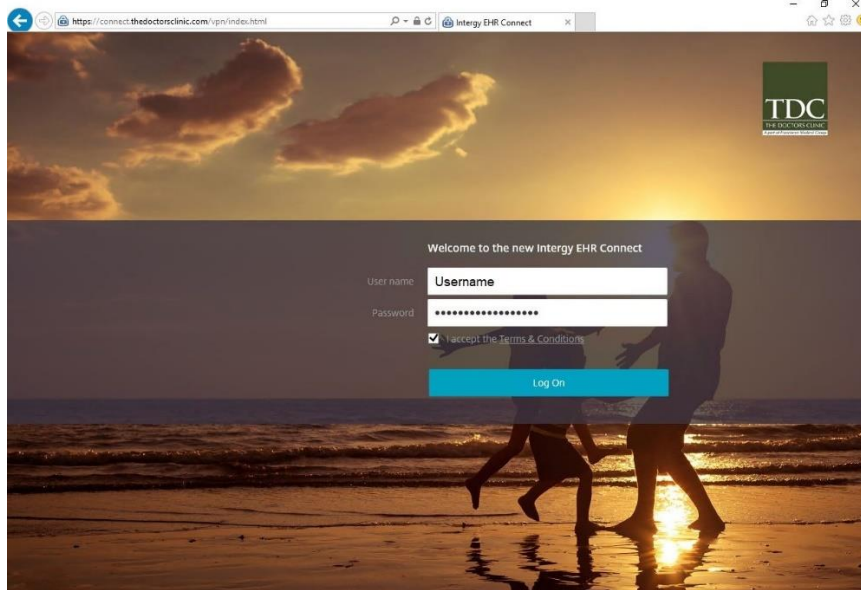 https://connect.thedoctorsclinic.com/vpn/index.html
Intergy EHR Connect
TDC
THE DOCTORS CLINIC
Welcome to the new Intergy EHR Connect
User name Username
Password ••••••••••••••••••
I accept the Terms & Conditions
Log On